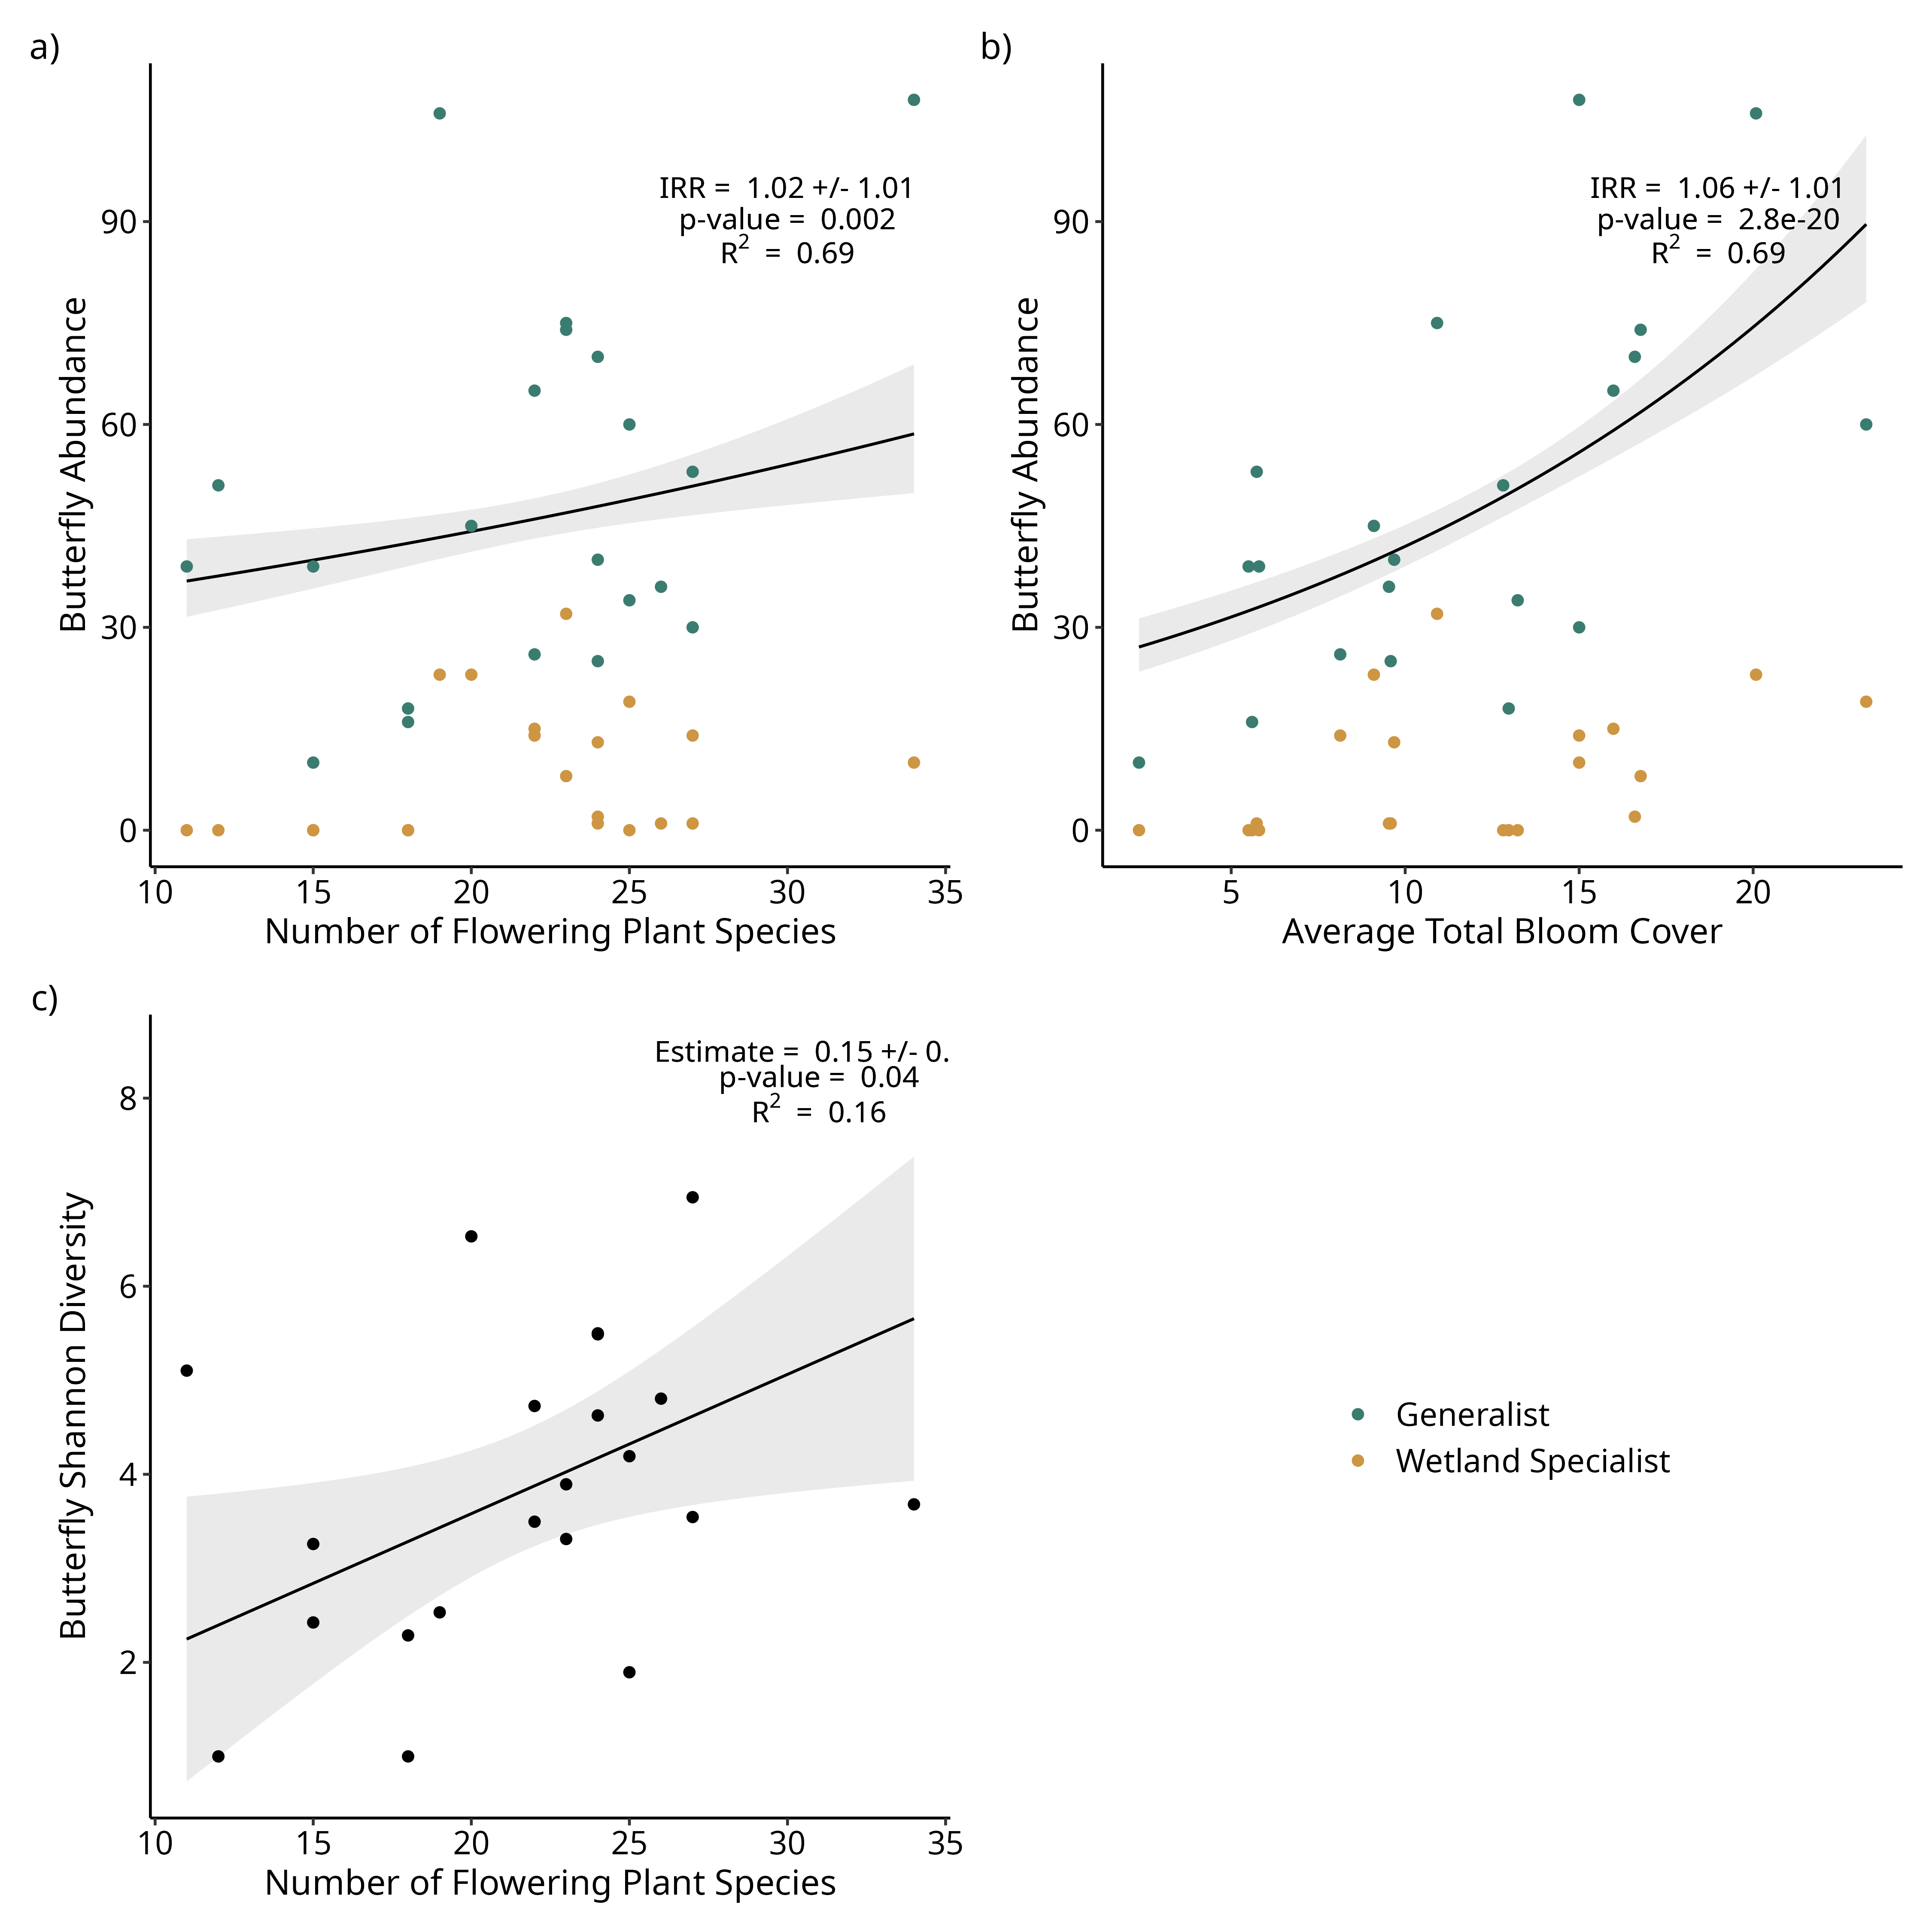 a)
90
60
30
0
Butterfly Abundance
IRR =  1.02 +/- 1.01
p-value =  0.002
R²  =  0.69
10 15 20 25 30 35
Number of Flowering Plant Species
b)
90
60
30
0
Butterfly Abundance
IRR =  1.06 +/- 1.01
p-value =  2.8e-20
R²  =  0.69
5 10 15 20
Average Total Bloom Cover
c)
8
6
4
2
Butterfly Shannon Diversity
Estimate =  0.15 +/- 0.
p-value =  0.04
R²  =  0.16
10 15 20 25 30 35
Number of Flowering Plant Species
Generalist
Wetland Specialist